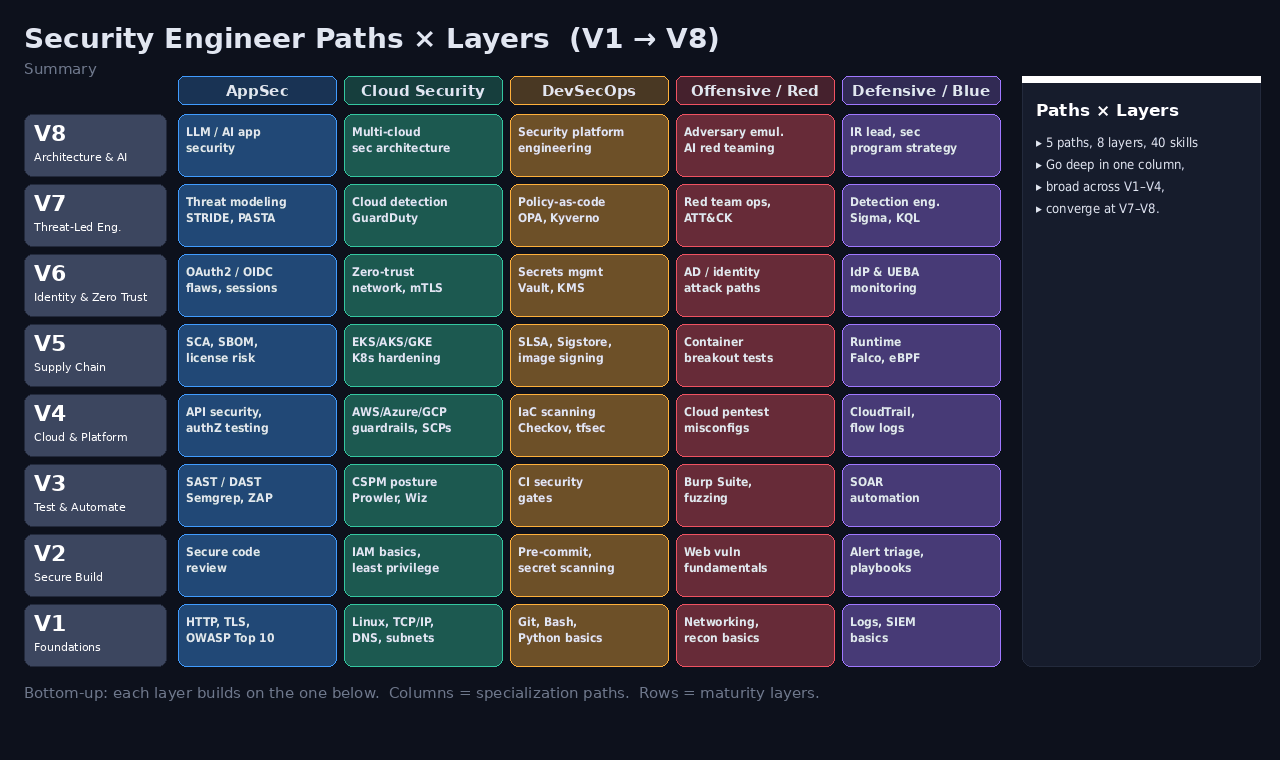 Security Engineer Paths × Layers  (V1 → V8)
Summary
AppSec
Cloud Security
DevSecOps
Offensive / Red
Defensive / Blue
V8
Architecture & AI
LLM / AI app
security
Multi-cloud
sec architecture
Security platform
engineering
Adversary emul.
AI red teaming
IR lead, sec
program strategy
V7
Threat-Led Eng.
Threat modeling
STRIDE, PASTA
Cloud detection
GuardDuty
Policy-as-code
OPA, Kyverno
Red team ops,
ATT&CK
Detection eng.
Sigma, KQL
V6
Identity & Zero Trust
OAuth2 / OIDC
flaws, sessions
Zero-trust
network, mTLS
Secrets mgmt
Vault, KMS
AD / identity
attack paths
IdP & UEBA
monitoring
V5
Supply Chain
SCA, SBOM,
license risk
EKS/AKS/GKE
K8s hardening
SLSA, Sigstore,
image signing
Container
breakout tests
Runtime
Falco, eBPF
V4
Cloud & Platform
API security,
authZ testing
AWS/Azure/GCP
guardrails, SCPs
IaC scanning
Checkov, tfsec
Cloud pentest
misconfigs
CloudTrail,
flow logs
V3
Test & Automate
SAST / DAST
Semgrep, ZAP
CSPM posture
Prowler, Wiz
CI security
gates
Burp Suite,
fuzzing
SOAR
automation
V2
Secure Build
Secure code
review
IAM basics,
least privilege
Pre-commit,
secret scanning
Web vuln
fundamentals
Alert triage,
playbooks
V1
Foundations
HTTP, TLS,
OWASP Top 10
Linux, TCP/IP,
DNS, subnets
Git, Bash,
Python basics
Networking,
recon basics
Logs, SIEM
basics
Paths × Layers
▸ 5 paths, 8 layers, 40 skills
▸ Go deep in one column,
▸ broad across V1–V4,
▸ converge at V7–V8.
Bottom-up: each layer builds on the one below.  Columns = specialization paths.  Rows = maturity layers.